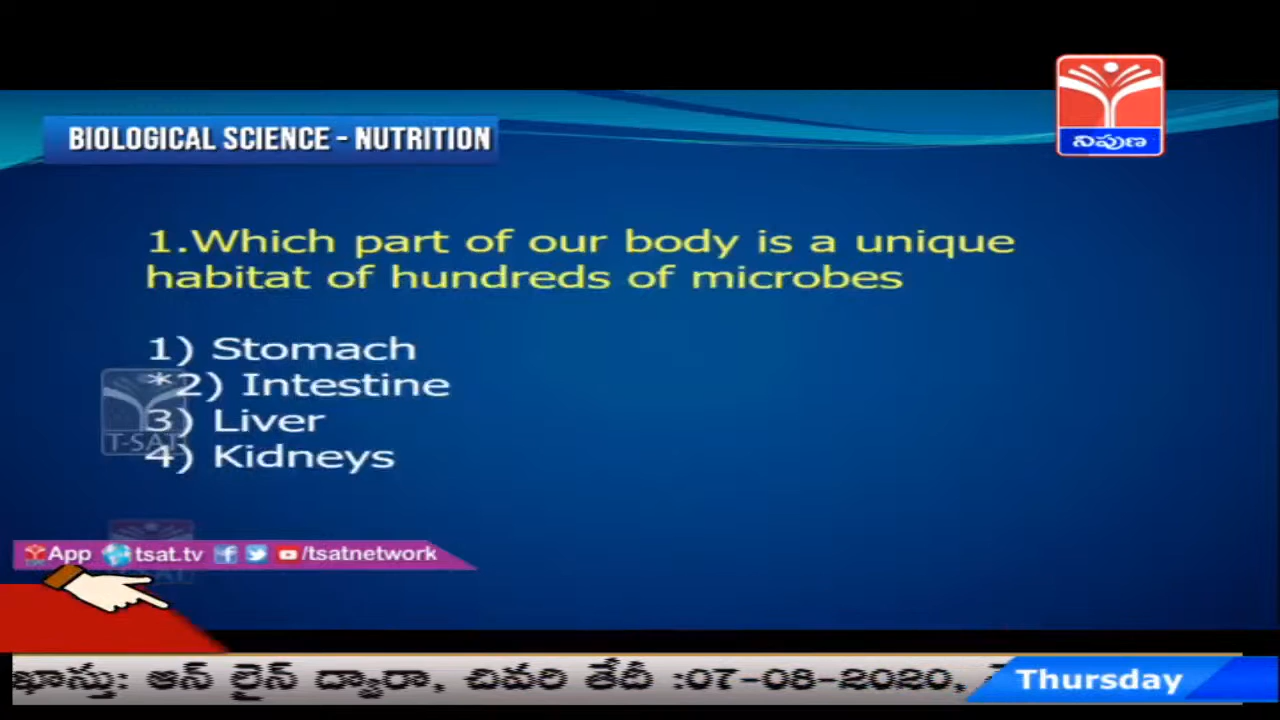 BIOLOGICAL SCIENCE - NUTRITION
నిపుణ
1.Which part of our body is a unique
habitat of hundreds of microbes
1) Stomach
*2) Intestine
3) Liver
4) Kidneys
T-SAT
App tsat.tv /tsatnetwork
ఖాస్తు: ఆన్ లైన్ ద్వారా, చివరి తేదీ :07-08-2020,
Thursday